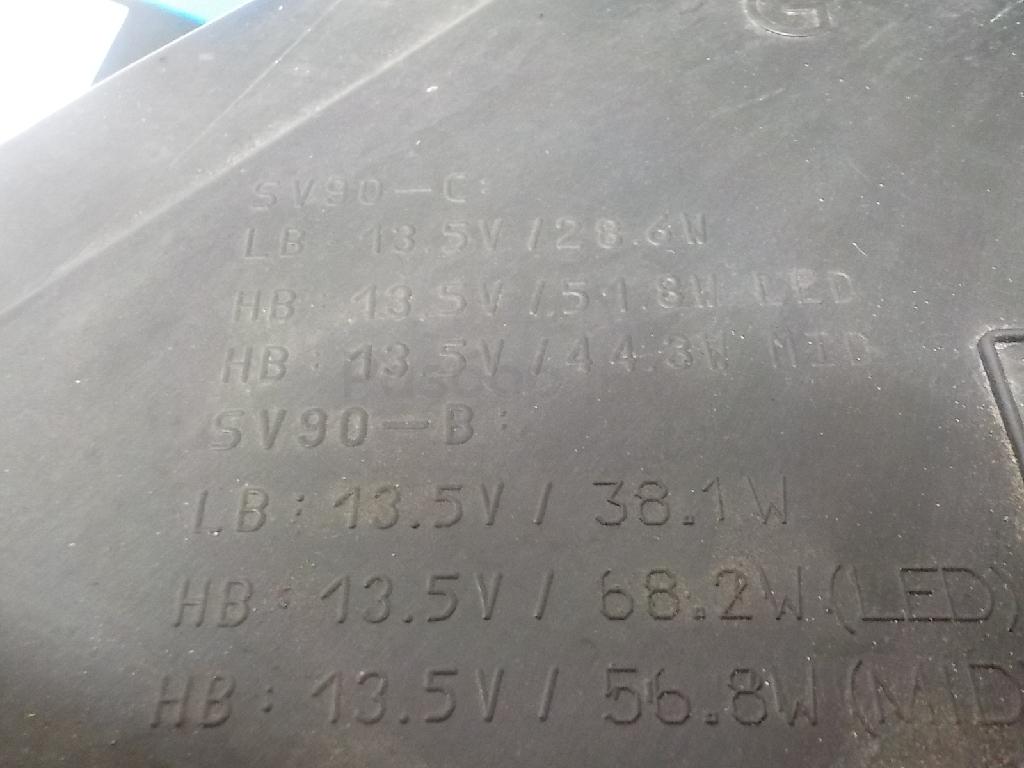 SV90-C:
LB: 13.5V/28.6W
HB: 13.5V/51.8W LED
HB: 13.5V/44.3W MID
SV90-B:
LB: 13.5V/ 38.1W
HB: 13.5V/ 68.2W(LED)
HB: 13.5V/ 56.8W(MID